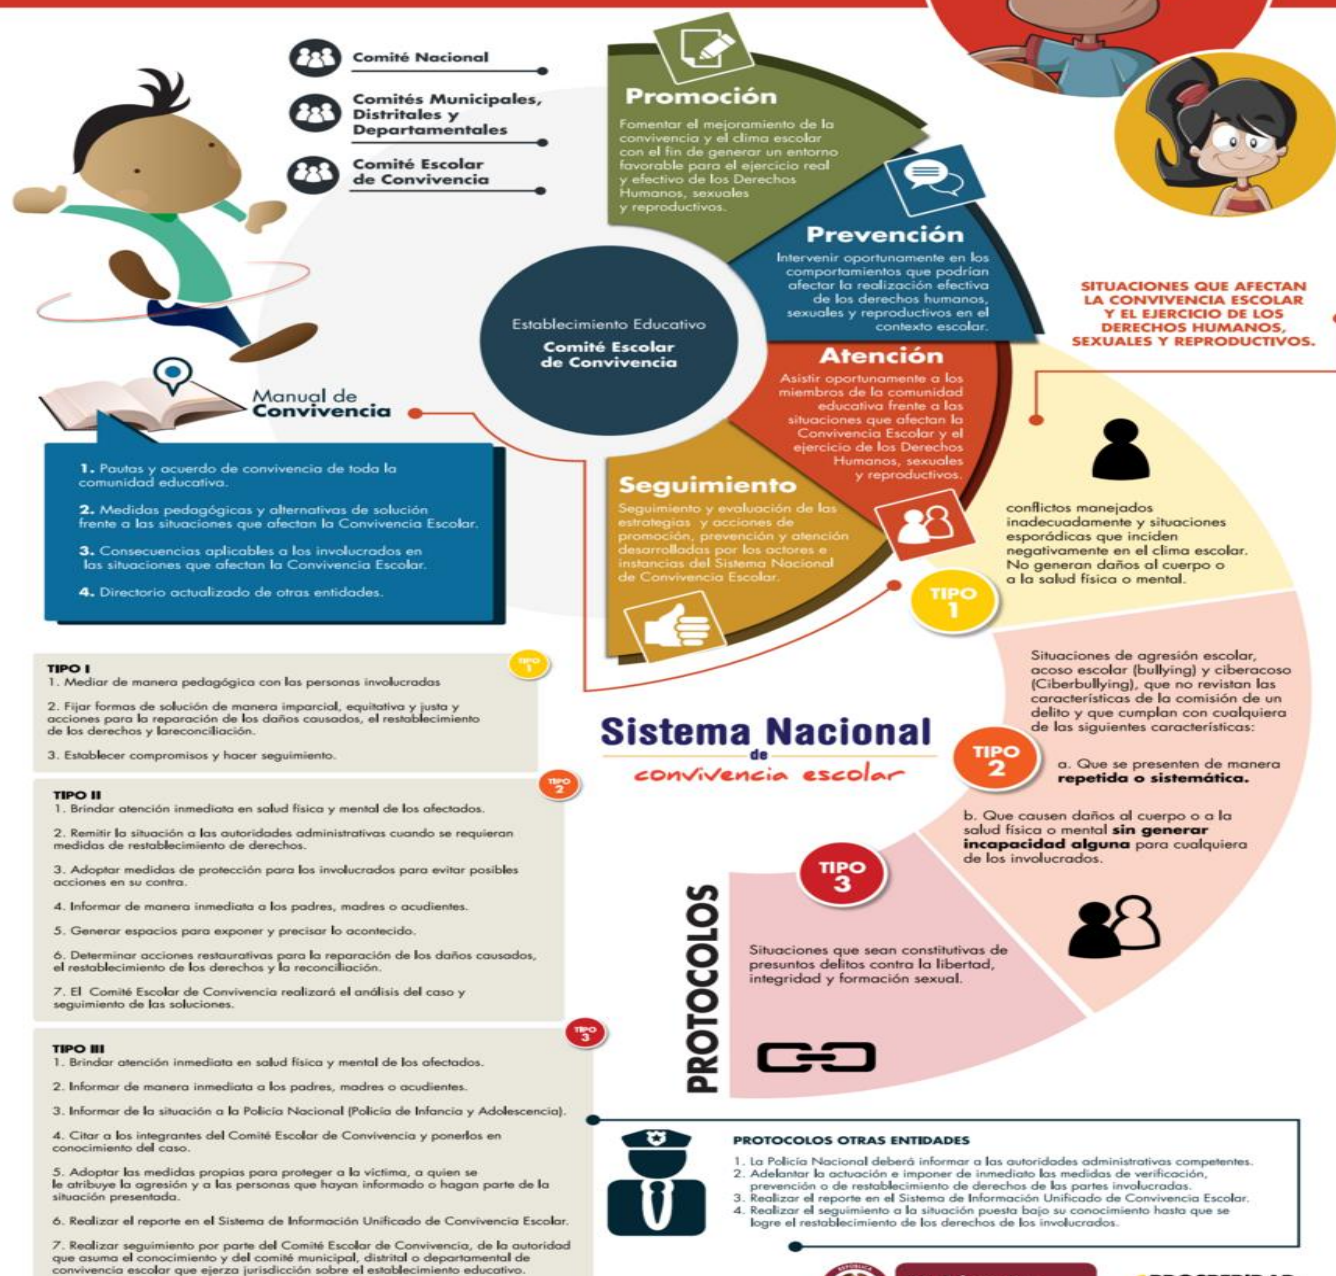 Comité Nacional
Comités Municipales,
Distritales y
Departamentales
Comité Escolar
de Convivencia
Promoción
Fomentar el mejoramiento de la
convivencia y el clima escolar
con el fin de generar un entorno
favorable para el ejercicio real
y efectivo de los Derechos
Humanos, sexuales
y reproductivos.
Prevención
Intervenir oportunamente en los
comportamientos que podrían
afectar la realización efectiva
de los derechos humanos,
sexuales y reproductivos en el
contexto escolar.
Atención
Asistir oportunamente a los
miembros de la comunidad
educativa frente a las
situaciones que afectan la
Convivencia Escolar y el
ejercicio de los Derechos
Humanos, sexuales
y reproductivos.
Seguimiento
Seguimiento y evaluación de las
estrategias y acciones de
promoción, prevención y atención
desarrolladas por los actores e
instancias del Sistema Nacional
de Convivencia Escolar.
Establecimiento Educativo
Comité Escolar
de Convivencia
SITUACIONES QUE AFECTAN
LA CONVIVENCIA ESCOLAR
Y EL EJERCICIO DE LOS
DERECHOS HUMANOS,
SEXUALES Y REPRODUCTIVOS.
Manual de
Convivencia
1. Pautas y acuerdo de convivencia de toda la
comunidad educativa.
2. Medidas pedagógicas y alternativas de solución
frente a las situaciones que afectan la Convivencia Escolar.
3. Consecuencias aplicables a los involucrados en
las situaciones que afectan la Convivencia Escolar.
4. Directorio actualizado de otras entidades.
conflictos manejados
inadecuadamente y situaciones
esporádicas que inciden
negativamente en el clima escolar.
No generan daños al cuerpo o
a la salud física o mental.
TIPO
1
Situaciones de agresión escolar,
acoso escolar (bullying) y ciberacoso
(Ciberbullying), que no revistan las
características de la comisión de un
delito y que cumplan con cualquiera
de las siguientes características:
a. Que se presenten de manera
repetida o sistemática.
b. Que causen daños al cuerpo o a la
salud física o mental sin generar
incapacidad alguna para cualquiera
de los involucrados.
TIPO
2
Sistema Nacional
de
convivencia escolar
TIPO
3
Situaciones que sean constitutivas de
presuntos delitos contra la libertad,
integridad y formación sexual.
PROTOCOLOS
TIPO I
TIPO
1
1. Mediar de manera pedagógica con las personas involucradas
2. Fijar formas de solución de manera imparcial, equitativa y justa y
acciones para la reparación de los daños causados, el restablecimiento
de los derechos y lareconciliación.
3. Establecer compromisos y hacer seguimiento.
TIPO II
TIPO
2
1. Brindar atención inmediata en salud física y mental de los afectados.
2. Remitir la situación a las autoridades administrativas cuando se requieran
medidas de restablecimiento de derechos.
3. Adoptar medidas de protección para los involucrados para evitar posibles
acciones en su contra.
4. Informar de manera inmediata a los padres, madres o acudientes.
5. Generar espacios para exponer y precisar lo acontecido.
6. Determinar acciones restaurativas para la reparación de los daños causados,
el restablecimiento de los derechos y la reconciliación.
7. El Comité Escolar de Convivencia realizará el análisis del caso y
seguimiento de las soluciones.
TIPO III
TIPO
3
1. Brindar atención inmediata en salud física y mental de los afectados.
2. Informar de manera inmediata a los padres, madres o acudientes.
3. Informar de la situación a la Policía Nacional (Policía de Infancia y Adolescencia).
4. Citar a los integrantes del Comité Escolar de Convivencia y ponerlos en
conocimiento del caso.
5. Adoptar las medidas propias para proteger a la víctima, a quien se
le atribuye la agresión y a las personas que hayan informado o hagan parte de la
situación presentada.
6. Realizar el reporte en el Sistema de Información Unificado de Convivencia Escolar.
7. Realizar seguimiento por parte del Comité Escolar de Convivencia, de la autoridad
que asuma el conocimiento y del comité municipal, distrital o departamental de
convivencia escolar que ejerza jurisdicción sobre el establecimiento educativo.
PROTOCOLOS OTRAS ENTIDADES
1. La Policía Nacional deberá informar a las autoridades administrativas competentes.
2. Adelantar la actuación e imponer de inmediato las medidas de verificación,
prevención o de restablecimiento de derechos de las partes involucradas.
3. Realizar el reporte en el Sistema de Información Unificado de Convivencia Escolar.
4. Realizar el seguimiento a la situación puesta bajo su conocimiento hasta que se
logre el restablecimiento de los derechos de los involucrados.